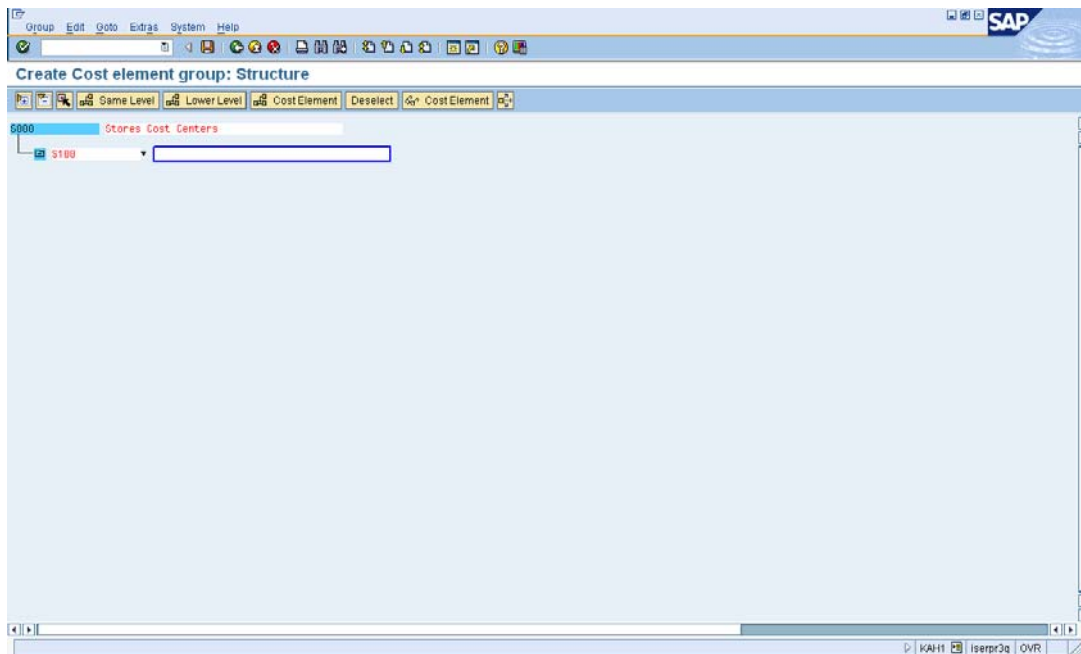 Group Edit Goto Extras System Help
SAP
Create Cost element group: Structure
Same Level Lower Level Cost Element Deselect Cost Element
S000 Stores Cost Centers
S100
KAH1 iserpr3q OVR